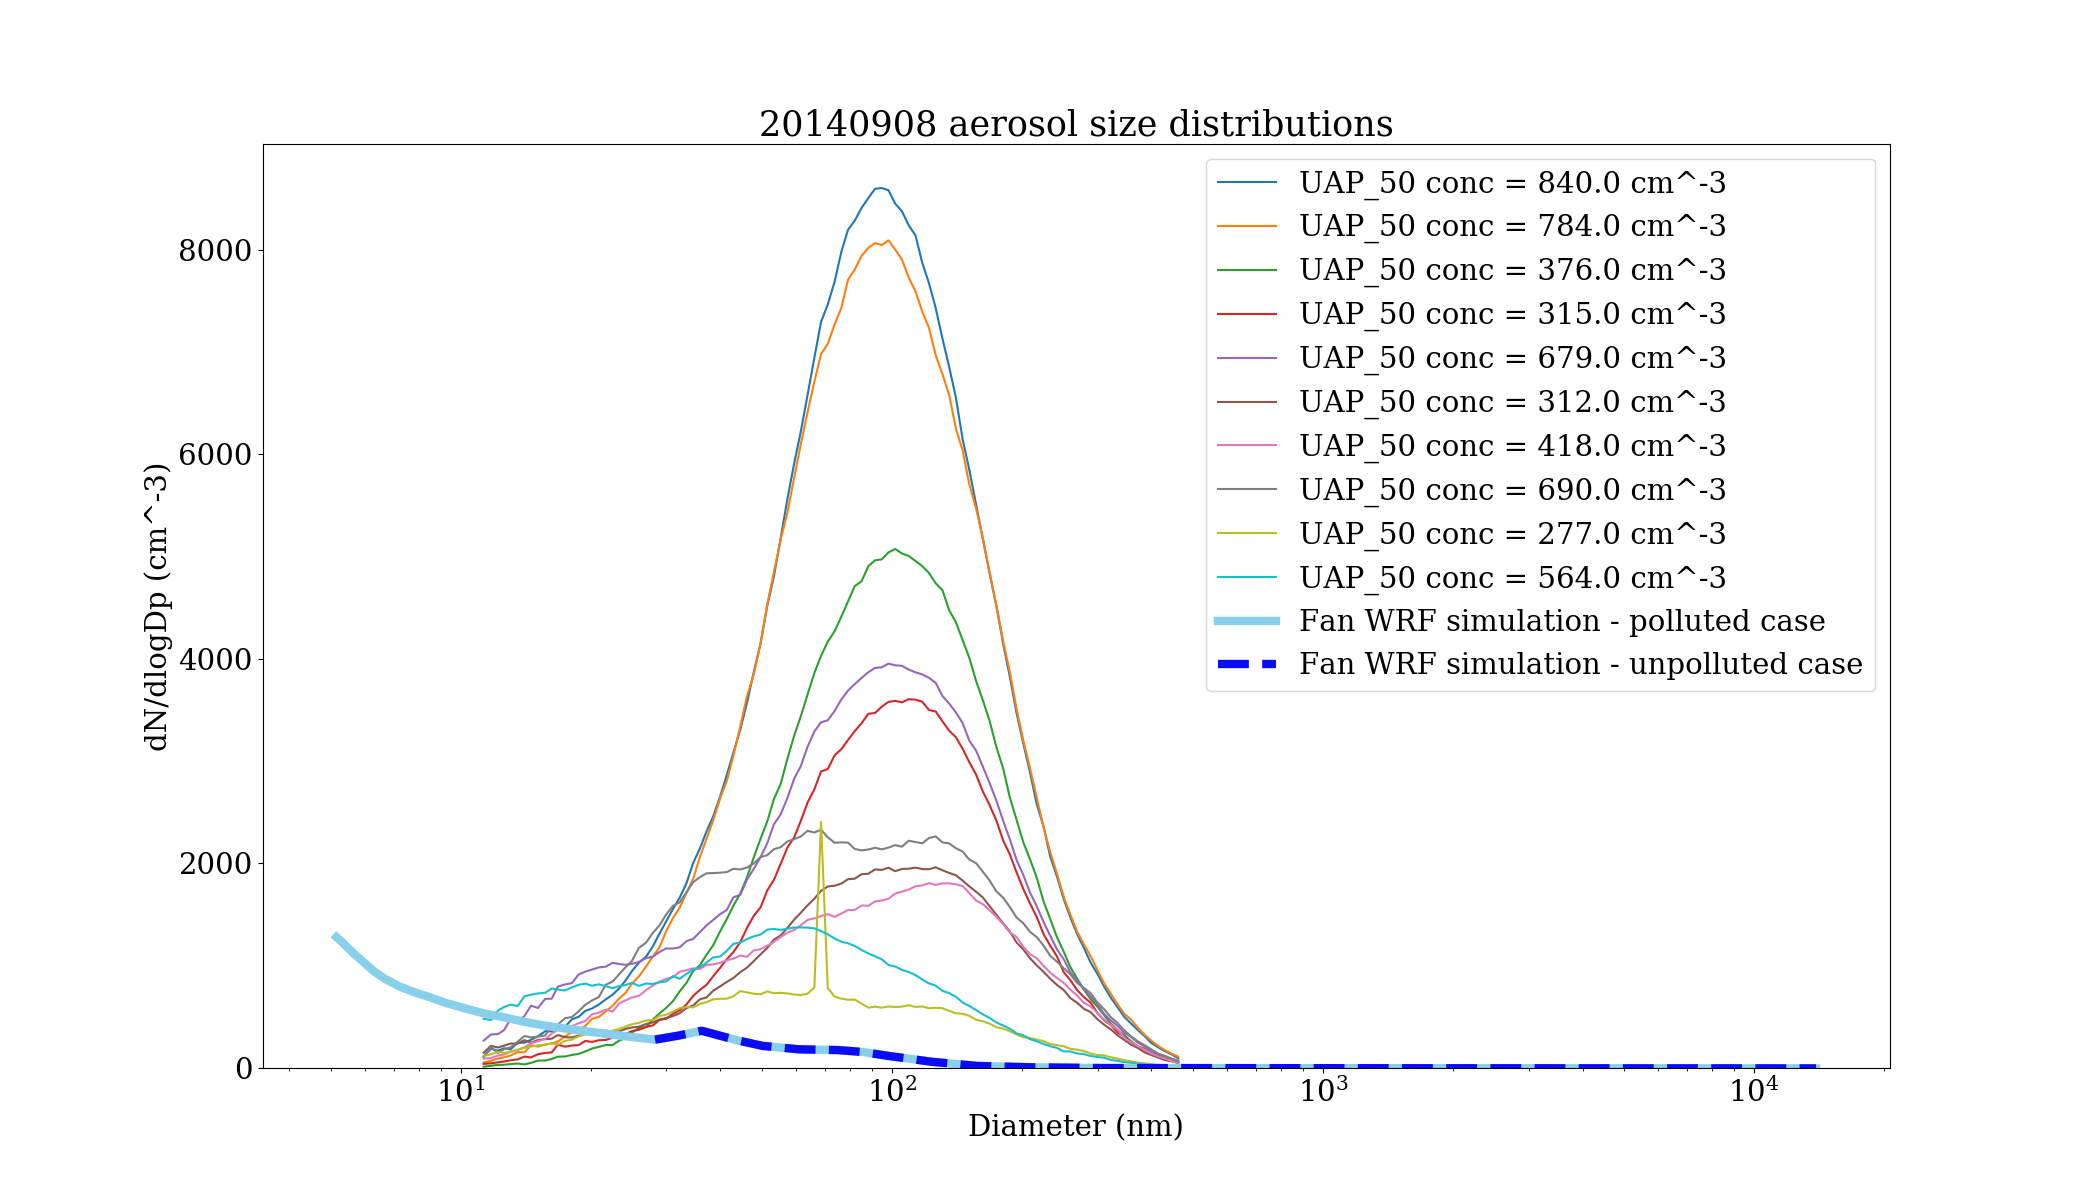 20140908 aerosol size distributions
UAP_50 conc = 840.0 cm^-3
UAP_50 conc = 784.0 cm^-3
UAP_50 conc = 376.0 cm^-3
UAP_50 conc = 315.0 cm^-3
UAP_50 conc = 679.0 cm^-3
UAP_50 conc = 312.0 cm^-3
UAP_50 conc = 418.0 cm^-3
UAP_50 conc = 690.0 cm^-3
UAP_50 conc = 277.0 cm^-3
UAP_50 conc = 564.0 cm^-3
Fan WRF simulation - polluted case
Fan WRF simulation - unpolluted case
dN/dlogDp (cm^-3)
8000
6000
4000
2000
0
10¹ 10² 10³ 10⁴
Diameter (nm)